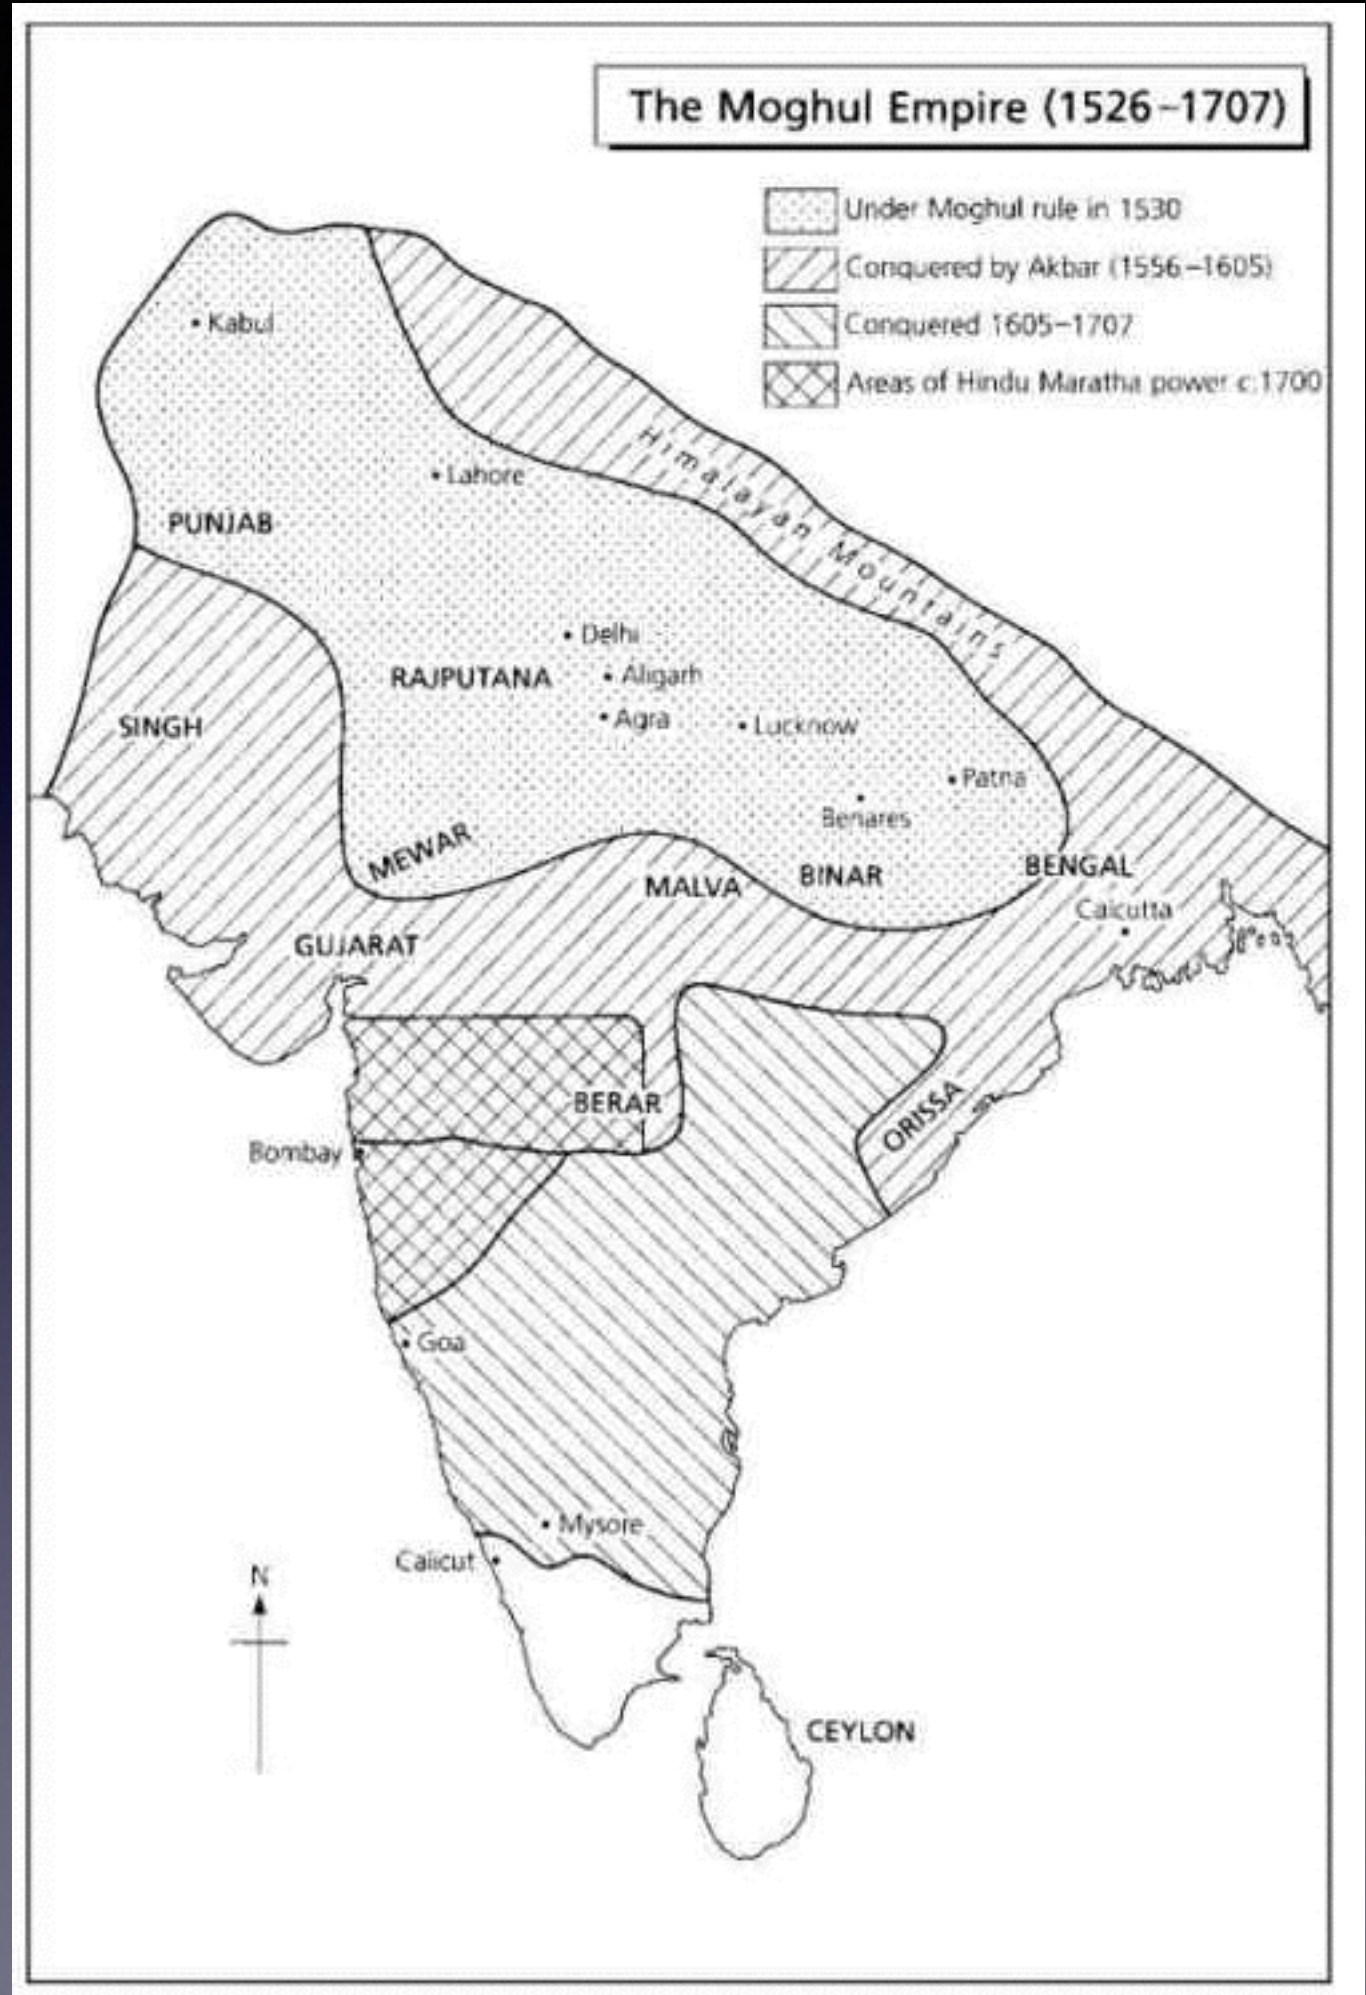 The Moghul Empire (1526–1707)
Under Moghul rule in 1530
Conquered by Akbar (1556–1605)
Conquered 1605–1707
Areas of Hindu Maratha power c.1700
Kabul
Himalayan Mountains
Lahore
PUNJAB
Delhi
RAJPUTANA
Aligarh
SINGH
Agra
Lucknow
Patna
Benares
MEWAR
MALVA
BINAR
BENGAL
Calcutta
GUJARAT
BERAR
ORISSA
Bombay
Goa
Mysore
Calicut
N
CEYLON